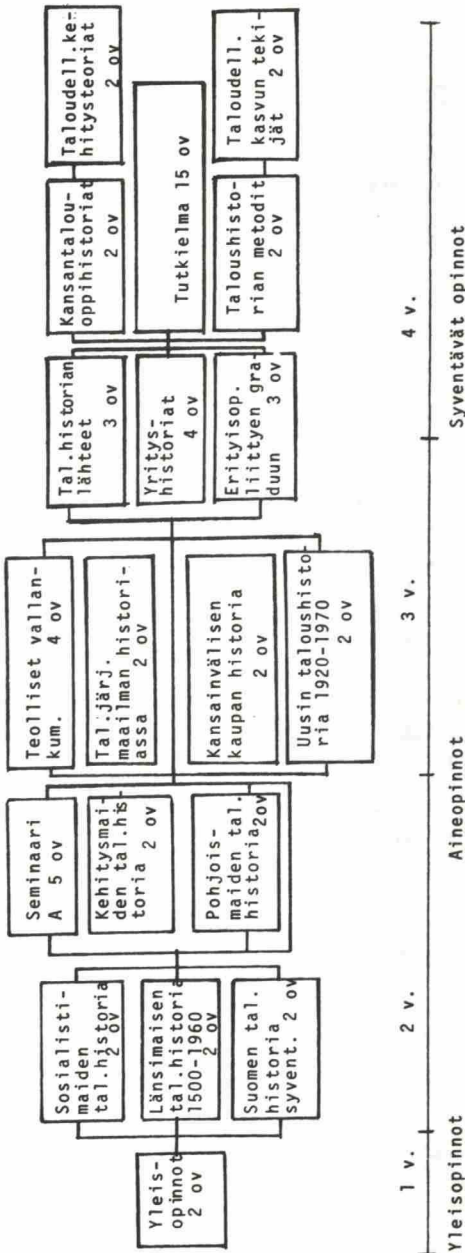 Yleis-
opinnot
2 ov
Sosialisti-
maiden
tal.historia
2 ov
Länsimaisen
tal.historia
1500-1960
2 ov
Suomen tal.
historia
syvent. 2 ov
Seminaari
A 5 ov
Kehitysmai-
den tal.his
toria 2 ov
Pohjois-
maiden tal.
historia 2ov
Teolliset vallan-
kum. 4 ov
Tal.järj.
maailman histori-
assa 2 ov
Kansainvälisen
kaupan historia
2 ov
Uusin taloushisto-
ria 1920-1970
2 ov
Tal.historian
lähteet
3 ov
Yritys-
historiat
4 ov
Erityisop.
liittyen gra-
duun 3 ov
Kansantalou-
oppihistoriat
2 ov
Taloudell.ke-
hitysteoriat
2 ov
Tutkielma 15 ov
Taloushisto-
rian metodit
2 ov
Taloudell.
kasvun teki-
jät 2 ov
1 v. 2 v. 3 v. 4 v.
Yleisopinnot Aineopinnot Syventävät opinnot